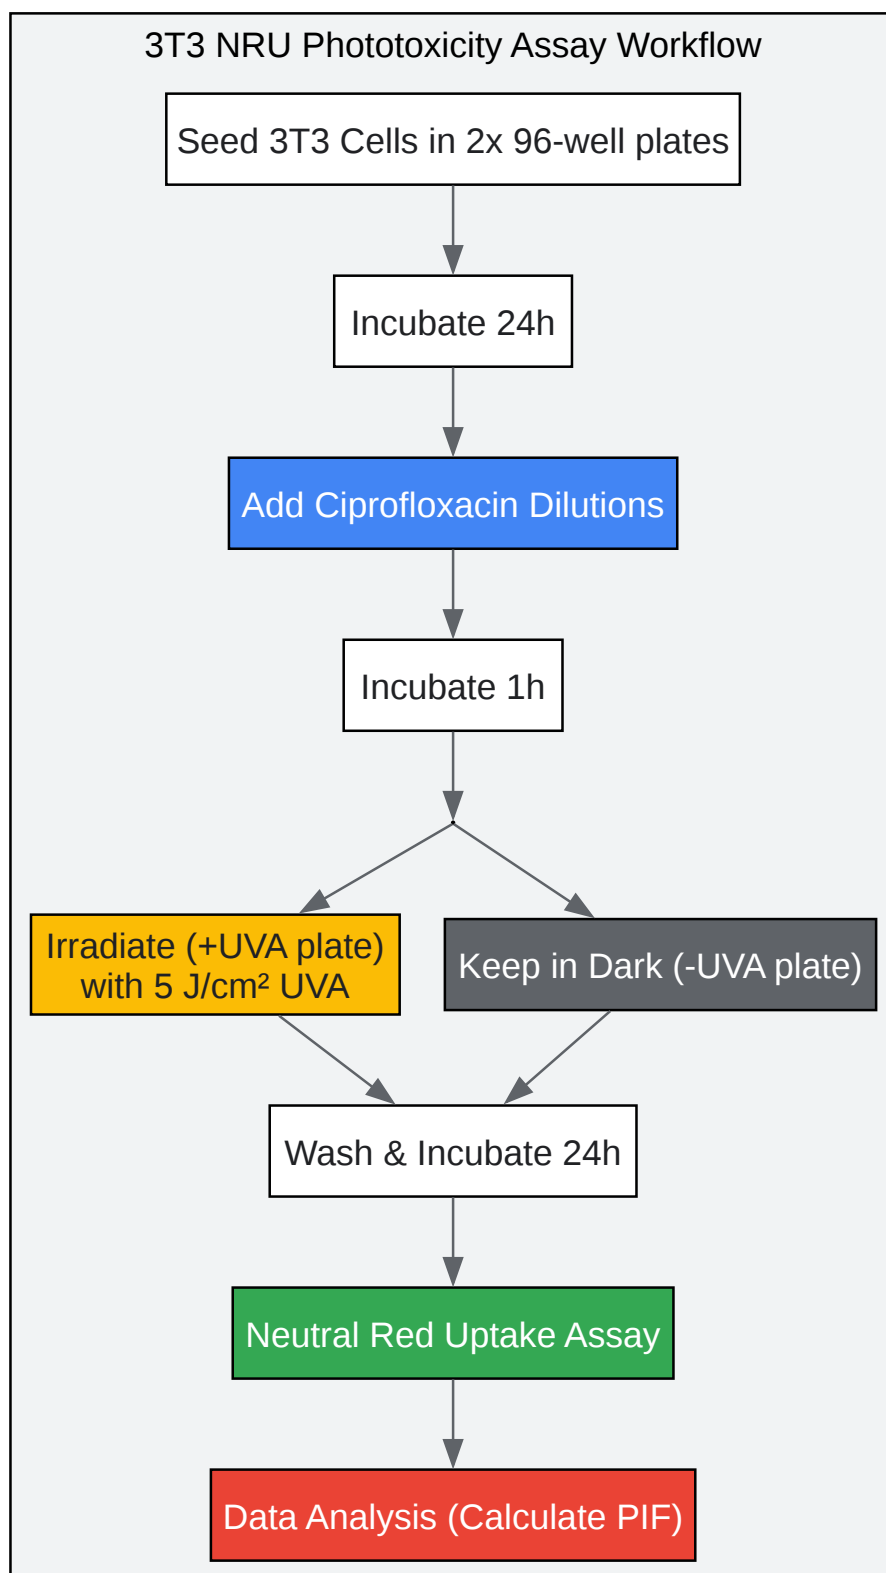 3T3 NRU Phototoxicity Assay Workflow
Seed 3T3 Cells in 2x 96-well plates
Incubate 24h
Add Ciprofloxacin Dilutions
Incubate 1h
Irradiate (+UVA plate)
with 5 J/cm² UVA
Keep in Dark (-UVA plate)
Wash & Incubate 24h
Neutral Red Uptake Assay
Data Analysis (Calculate PIF)